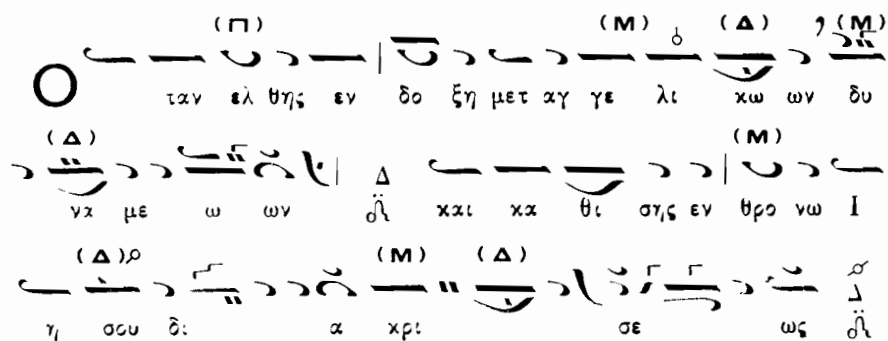 (Π) (Μ) (Δ) (Μ)
Ο ταν ελ θης εν δο ξη μετ αγ γε λι κω ων δυ
(Δ) (Μ)
να με ω ων Δ και κα θι σης εν θρο νω Ι
(Δ) (Μ) (Δ)
η σου δι α κρι σε ως Δ